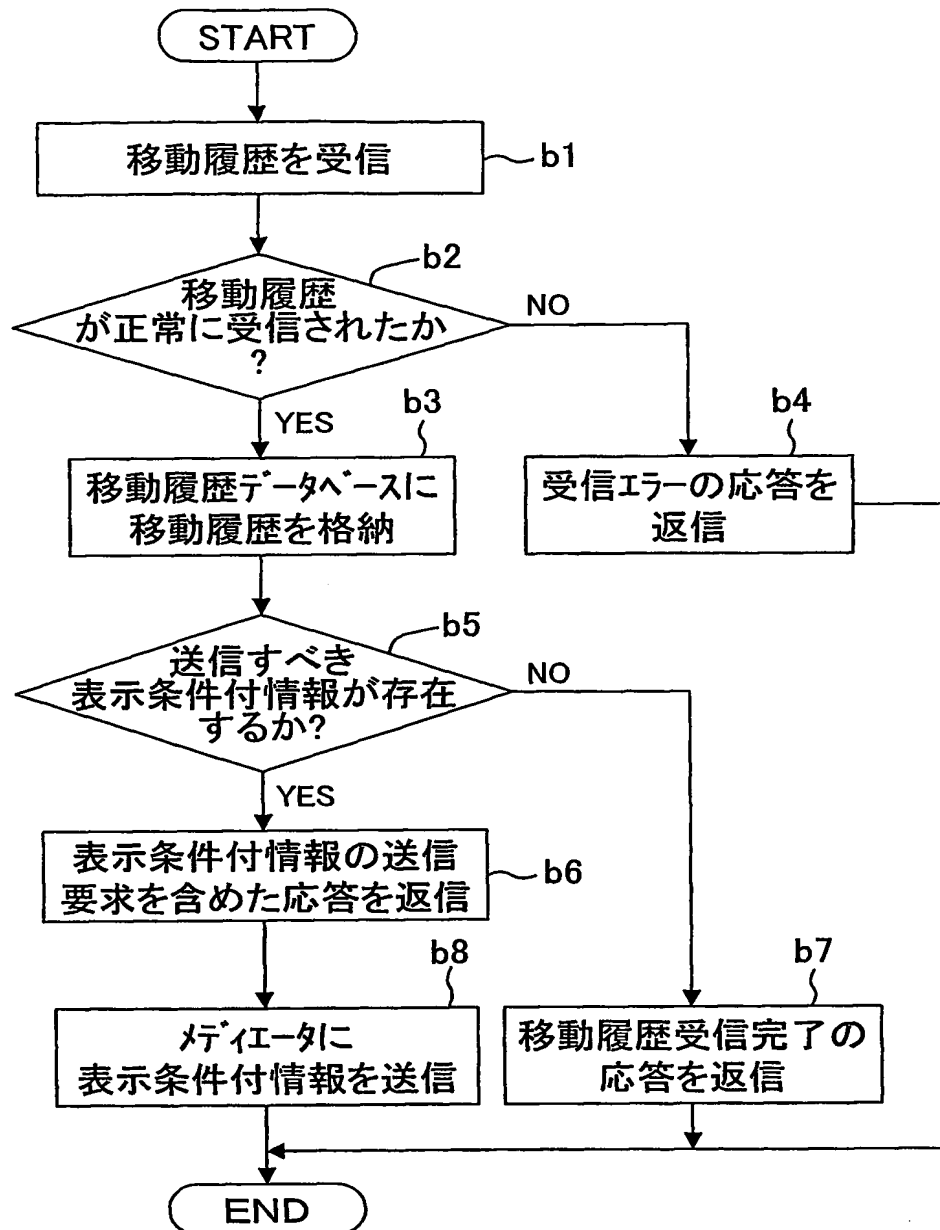 START
移動履歴を受信
b1
b2
移動履歴
が正常に受信されたか
?
NO
YES
b3
移動履歴データベースに
移動履歴を格納
b4
受信エラーの応答を
返信
b5
送信すべき
表示条件付情報が存在
するか?
NO
YES
表示条件付情報の送信
要求を含めた応答を返信
b6
b8
メディエータに
表示条件付情報を送信
b7
移動履歴受信完了の
応答を返信
END